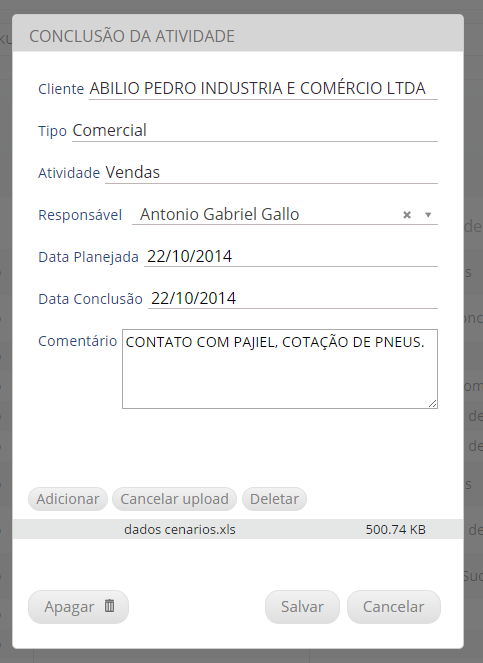 CONCLUSÃO DA ATIVIDADE
Cliente ABILIO PEDRO INDUSTRIA E COMÉRCIO LTDA
Tipo Comercial
Atividade Vendas
Responsável Antonio Gabriel Gallo
Data Planejada 22/10/2014
Data Conclusão 22/10/2014
Comentário CONTATO COM PAJIEL, COTAÇÃO DE PNEUS.
Adicionar Cancelar upload Deletar
dados cenarios.xls 500.74 KB
Apagar Salvar Cancelar